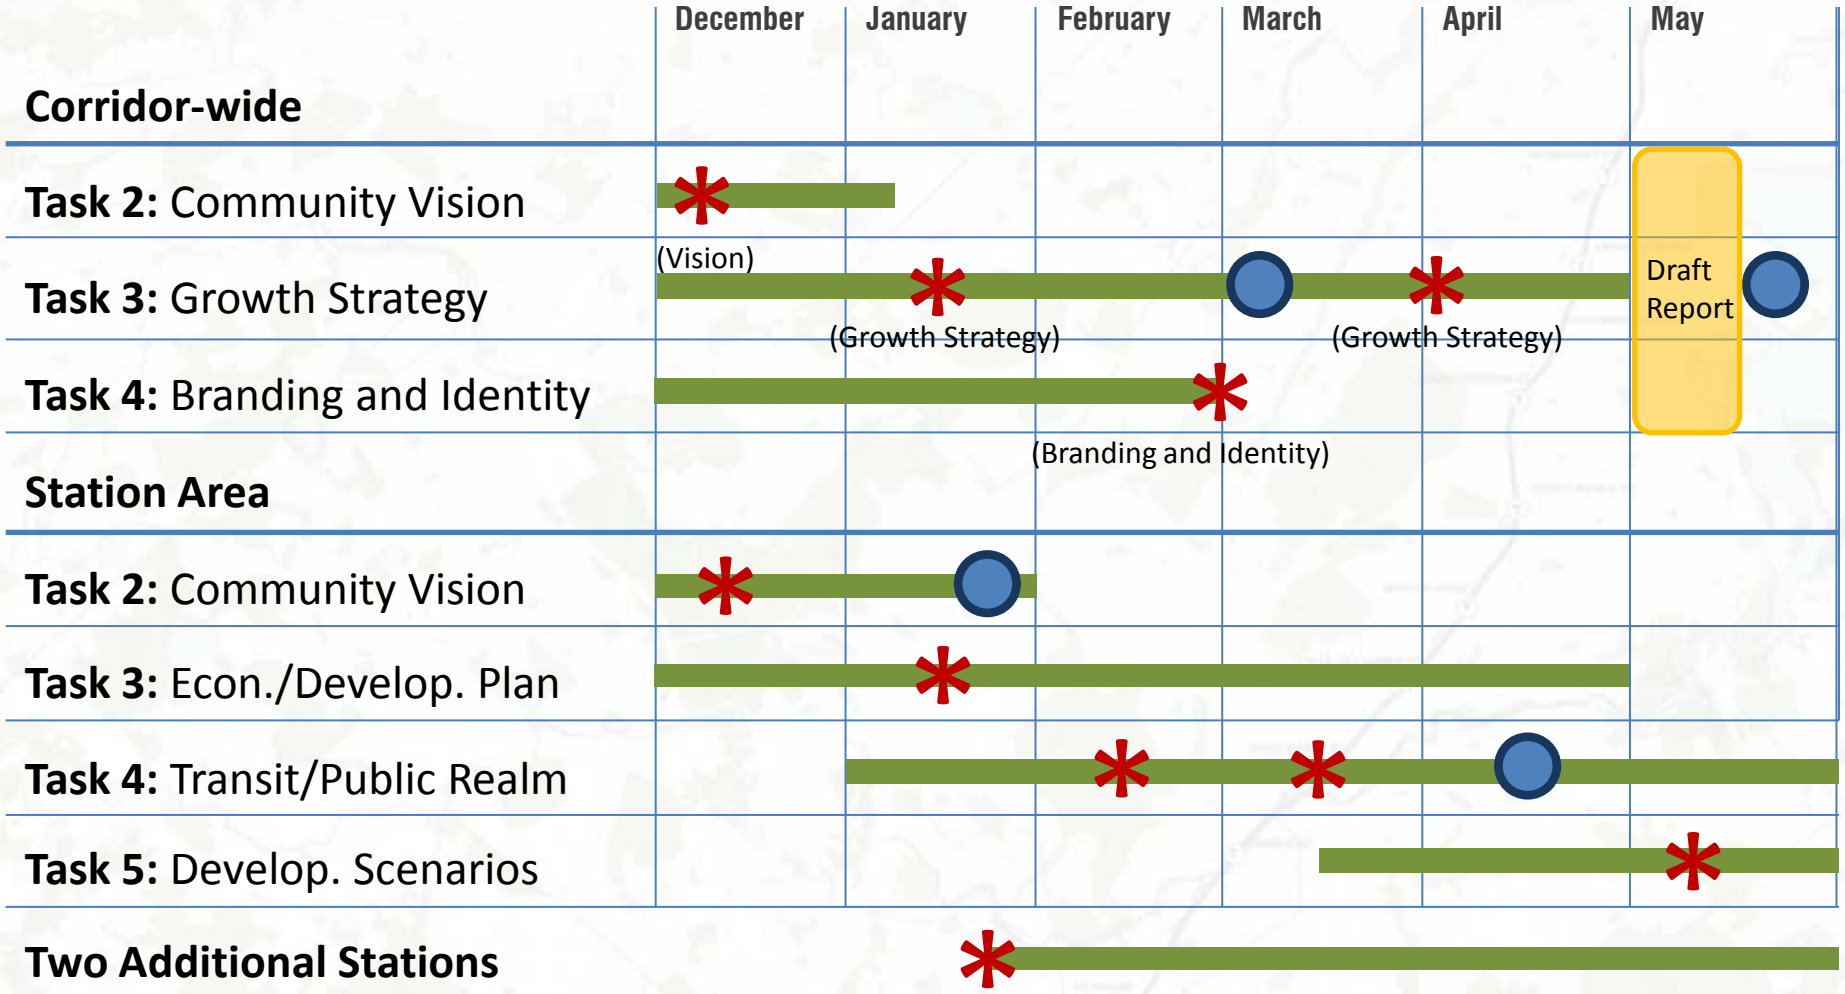 December January February March April May
Corridor-wide
Task 2: Community Vision
(Vision)
Task 3: Growth Strategy
Draft
Report
(Growth Strategy) (Growth Strategy)
Task 4: Branding and Identity
(Branding and Identity)
Station Area
Task 2: Community Vision
Task 3: Econ./Develop. Plan
Task 4: Transit/Public Realm
Task 5: Develop. Scenarios
Two Additional Stations